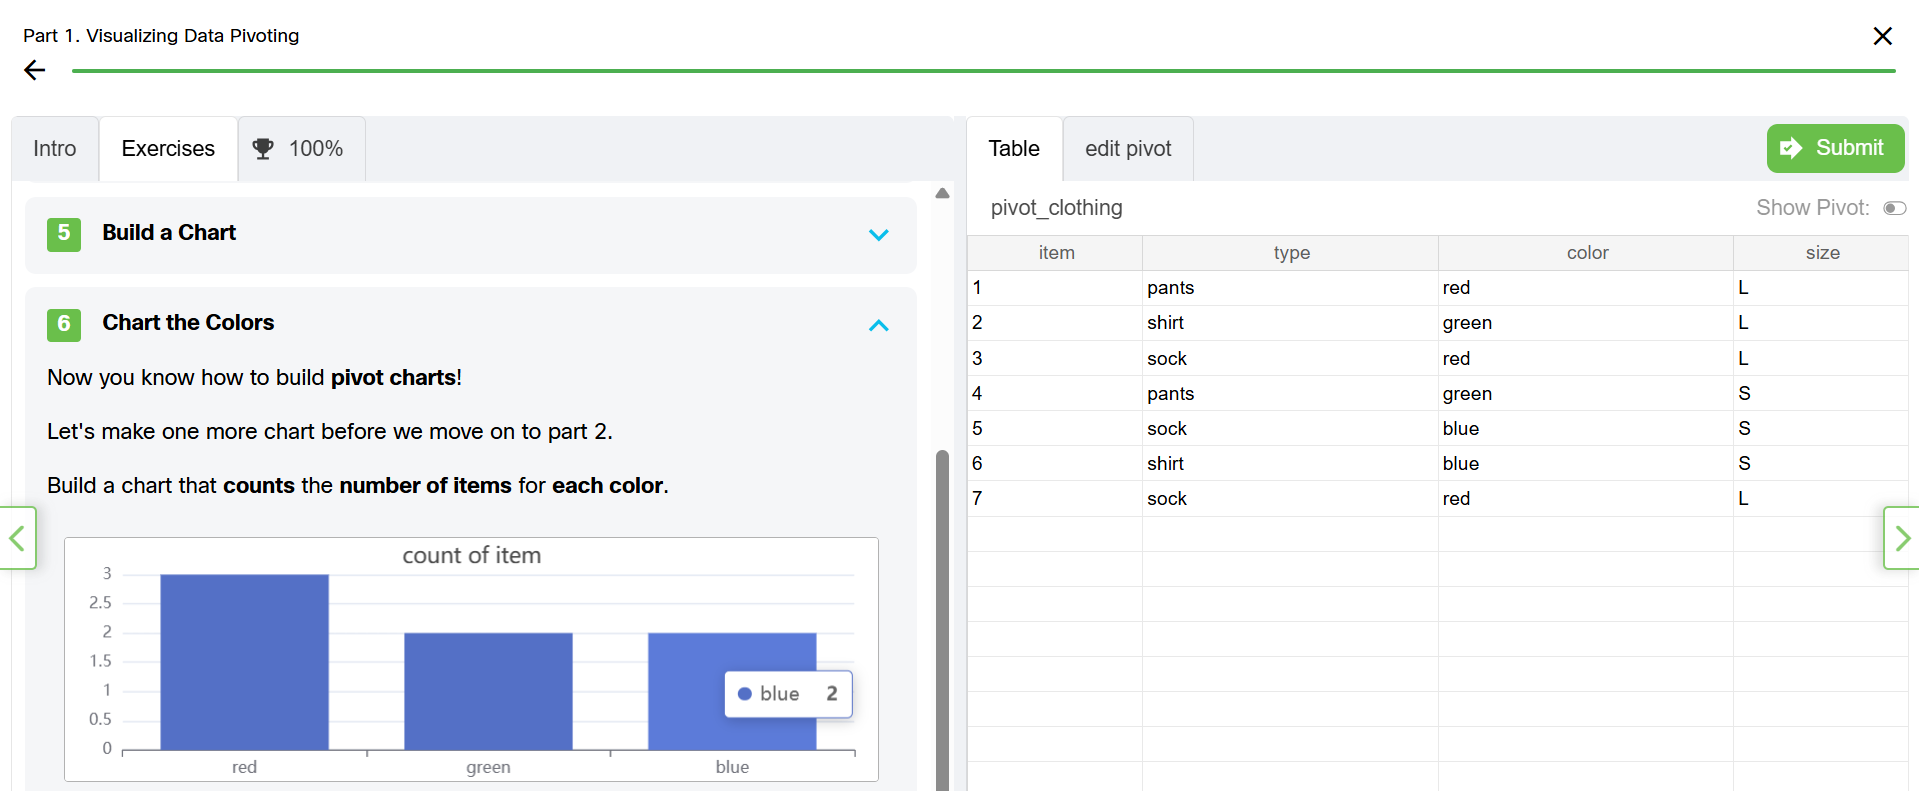 Part 1. Visualizing Data Pivoting
Intro
Exercises
100%
5 Build a Chart
6 Chart the Colors
Now you know how to build pivot charts!
Let's make one more chart before we move on to part 2.
Build a chart that counts the number of items for each color.
count of item
3
2.5
2
1.5
1
0.5
0
blue 2
red green blue
Table
edit pivot
Submit
pivot_clothing
Show Pivot:
item type color size
1 pants red L
2 shirt green L
3 sock red L
4 pants green S
5 sock blue S
6 shirt blue S
7 sock red L